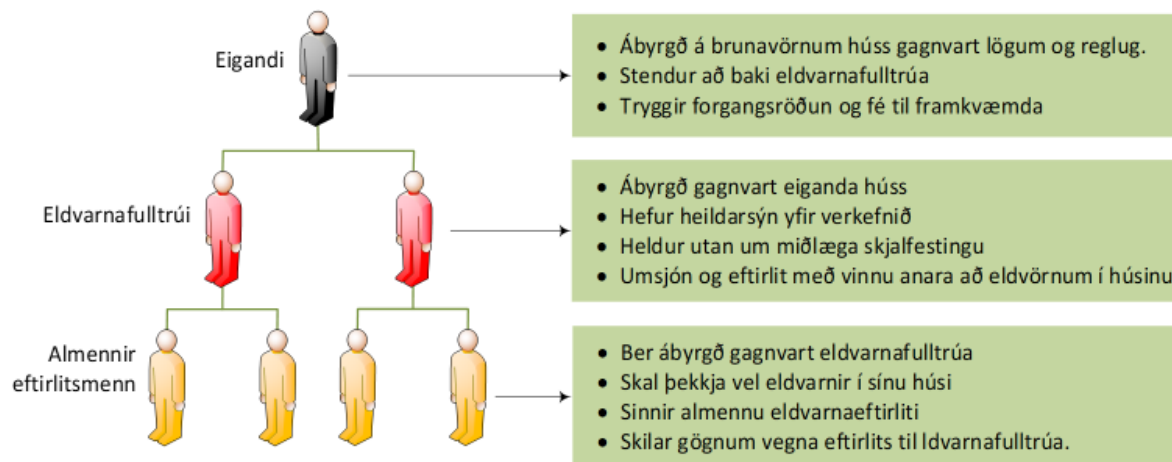 Eigandi
• Ábyrgð á brunavörnum húss gagnvart lögum og reglug.
• Stendur að baki eldvarnafulltrúa
• Tryggir forgangsröðun og fé til framkvæmda
Eldvarnafulltrúi
• Ábyrgð gagnvart eiganda húss
• Hefur heildarsýn yfir verkefnið
• Heldur utan um miðlæga skjalfestingu
• Umsjón og eftirlit með vinnu anara að eldvörnum í húsinu
Almennir
eftirlitsmenn
• Ber ábyrgð gagnvart eldvarnafulltrúa
• Skal þekkja vel eldvarnir í sínu húsi
• Sinnir almennu eldvarnaeftirliti
• Skilar gögnum vegna eftirlits til ldvarnafulltrúa.